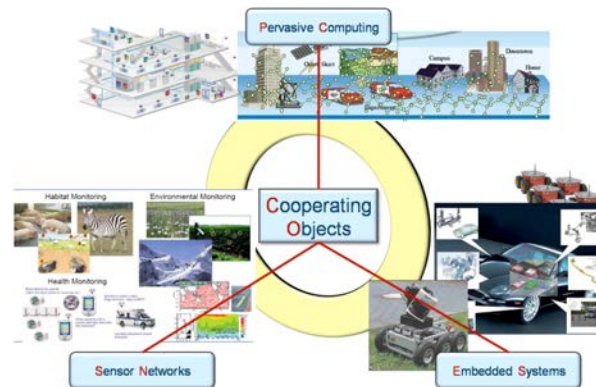 Pervasive Computing
Campus
Downtown
Home
Habitat Monitoring
Environmental Monitoring
Cooperating
Objects
Health Monitoring
Sensor Networks
Embedded Systems